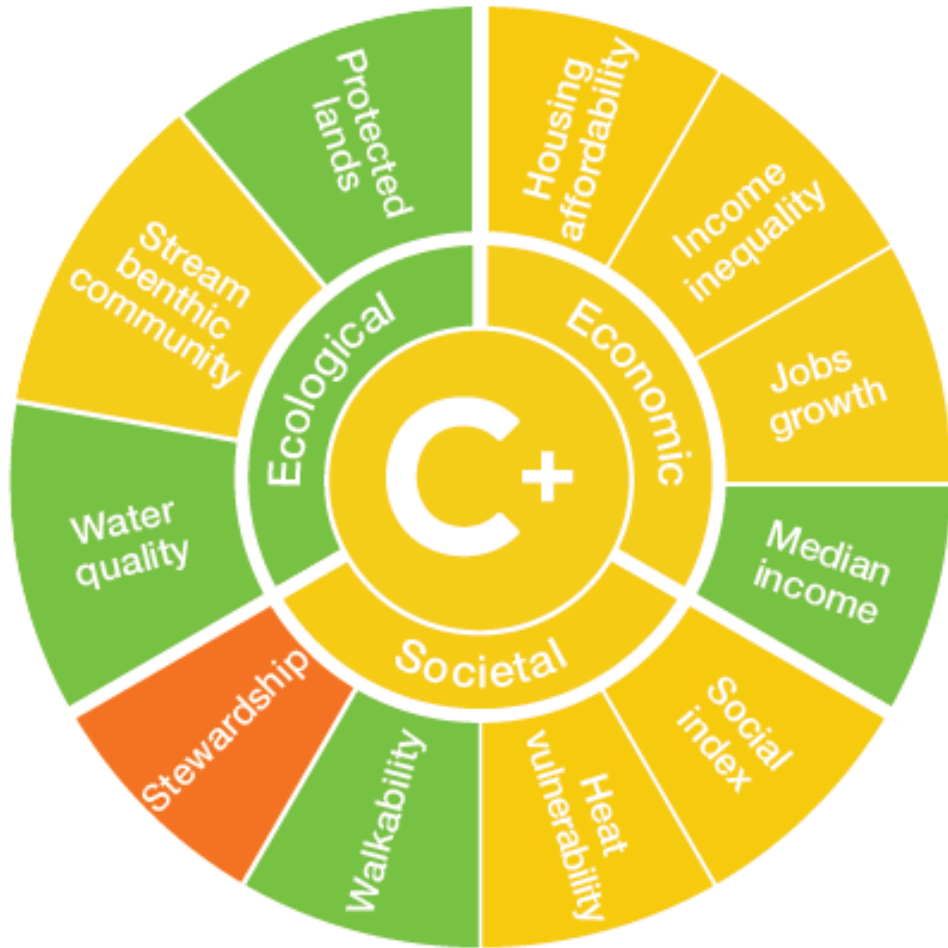 Protected
lands
Housing
affordability
Income
inequality
Jobs
growth
Median
income
Social
index
Heat
vulnerability
Walkability
Stewardship
Water
quality
Stream
benthic
community
Ecological
Economic
Societal
C+